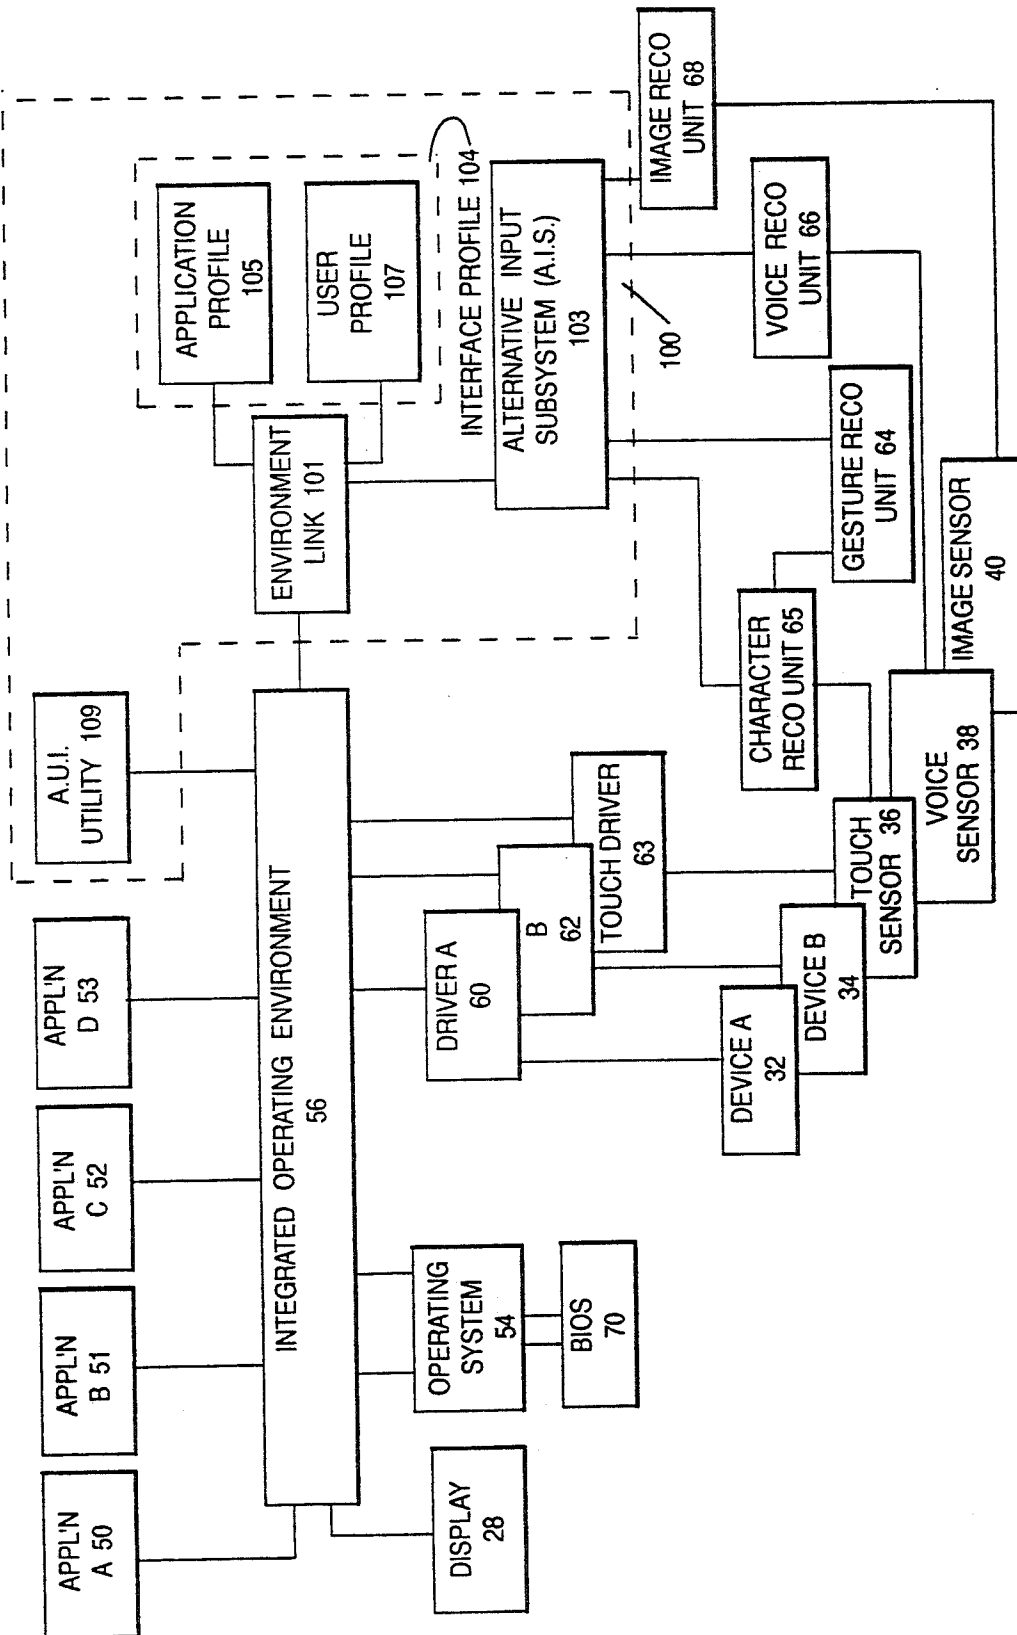 APPL'N
A 50
APPL'N
B 51
APPL'N
C 52
APPL'N
D 53
A.U.I.
UTILITY 109
INTEGRATED OPERATING ENVIRONMENT
56
ENVIRONMENT
LINK 101
APPLICATION
PROFILE
105
USER
PROFILE
107
INTERFACE PROFILE 104
ALTERNATIVE INPUT
SUBSYSTEM (A.I.S.)
103
100
DISPLAY
28
OPERATING
SYSTEM
54
BIOS
70
DRIVER A
60
B
62
TOUCH DRIVER
63
DEVICE A
32
DEVICE B
34
TOUCH
SENSOR 36
VOICE
SENSOR 38
IMAGE SENSOR
40
CHARACTER
RECO UNIT 65
GESTURE RECO
UNIT 64
VOICE RECO
UNIT 66
IMAGE RECO
UNIT 68